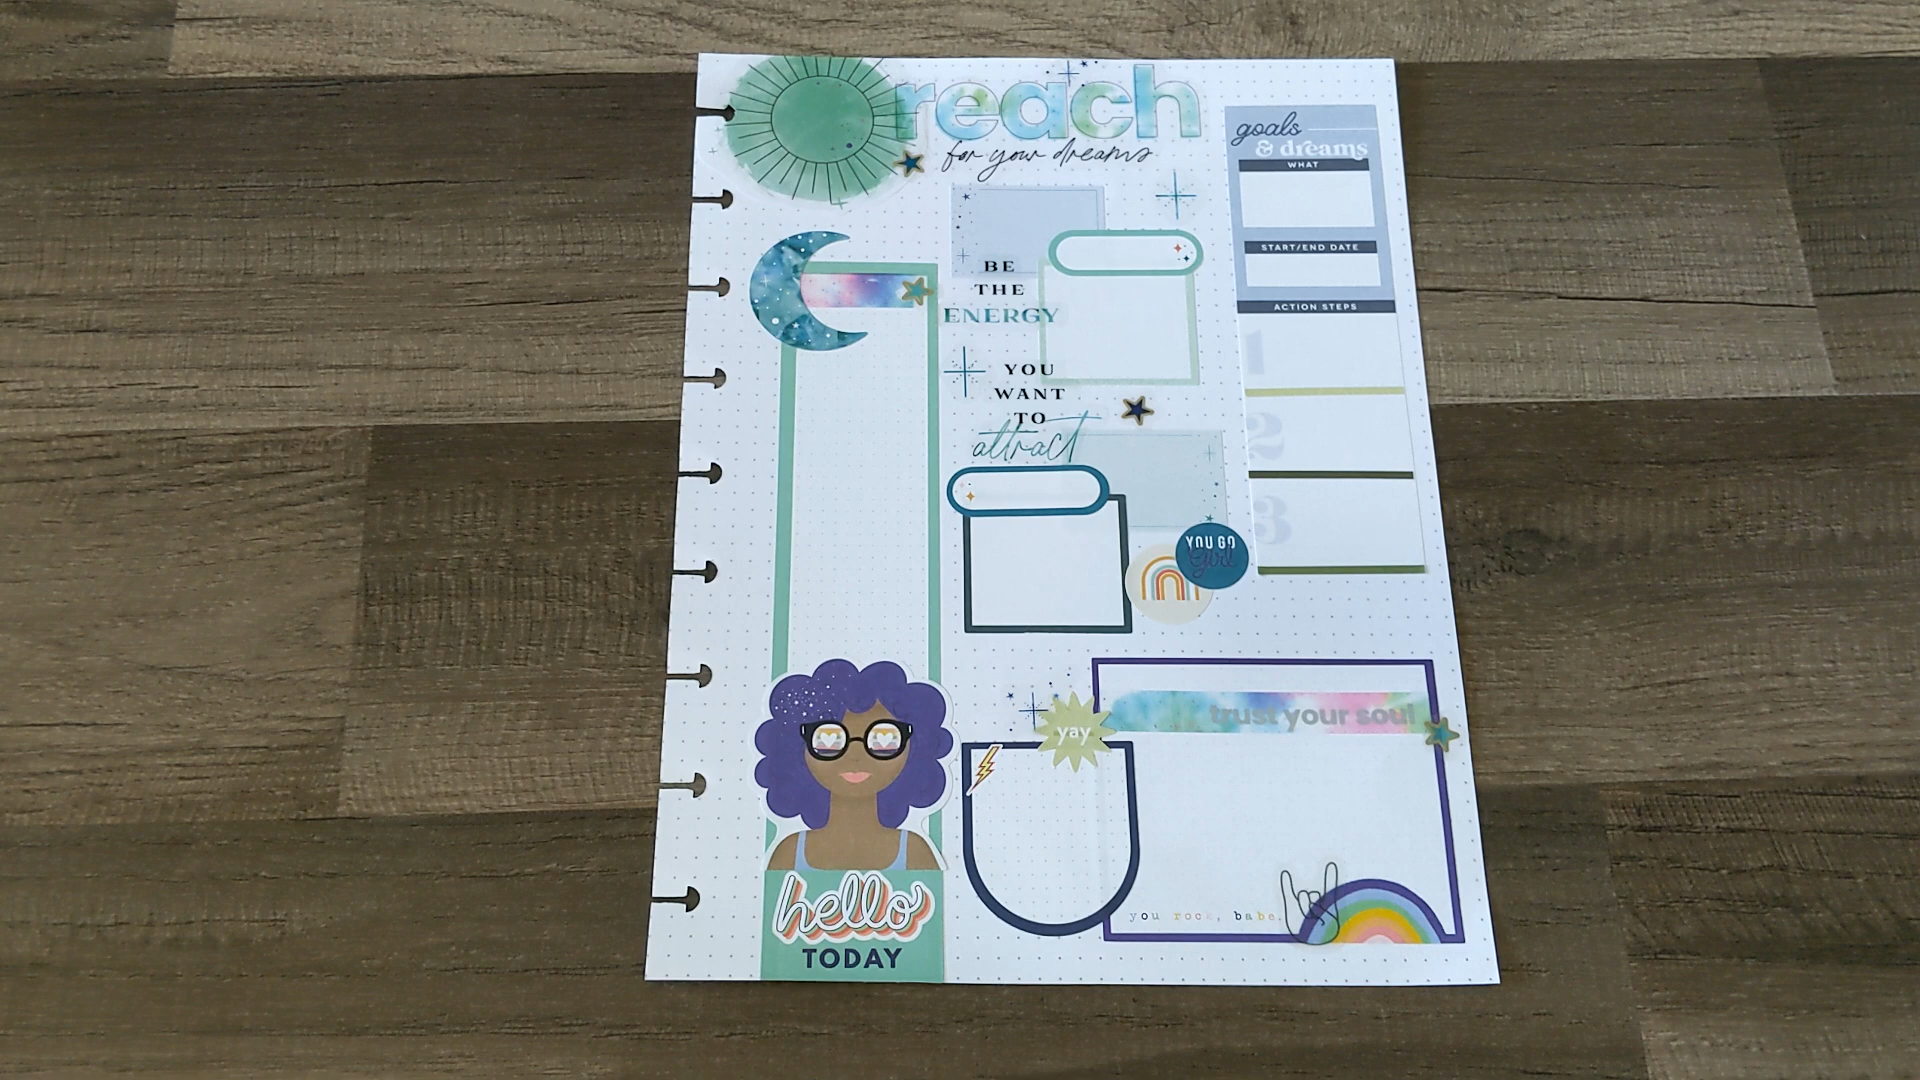 reach
for your dreams
goals
& dreams
WHAT
START/END DATE
ACTION STEPS
1
2
3
BE
THE
ENERGY
YOU
WANT
TO
attract
YOU GO
Girl
yay
trust your soul
you rock, babe.
hello
TODAY